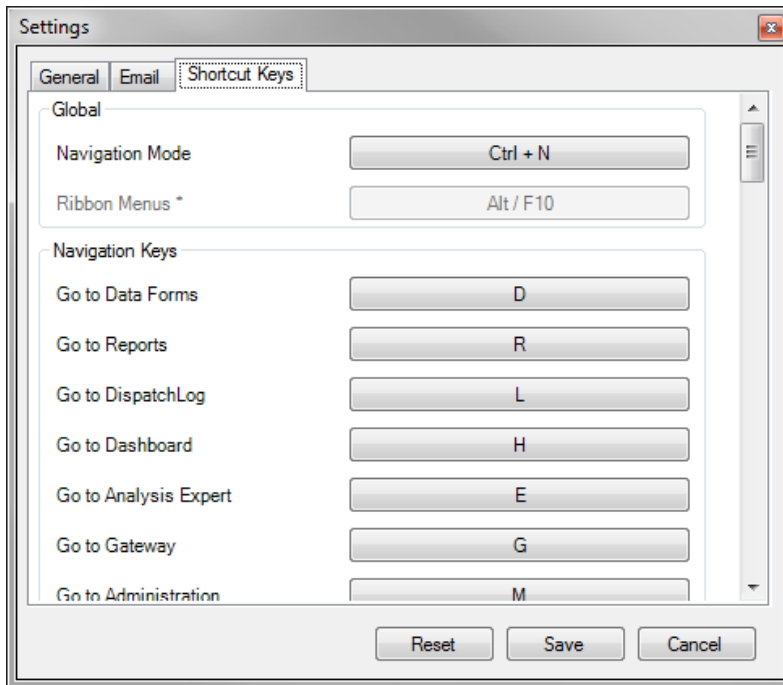 Settings
General Email Shortcut Keys
Global
Navigation Mode Ctrl + N
Ribbon Menus * Alt / F10
Navigation Keys
Go to Data Forms D
Go to Reports R
Go to DispatchLog L
Go to Dashboard H
Go to Analysis Expert E
Go to Gateway G
Go to Administration M
Reset Save Cancel